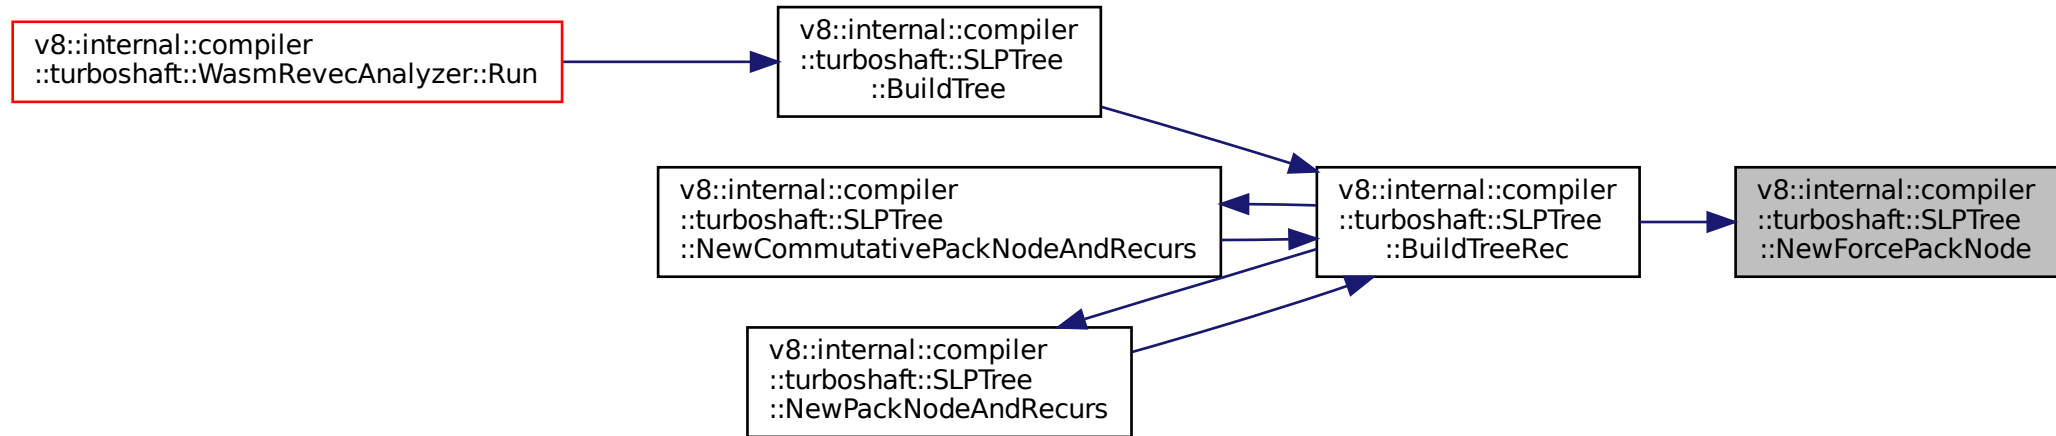 v8::internal::compiler
::turboshaft::WasmRevecAnalyzer::Run
v8::internal::compiler
::turboshaft::SLPTree
::BuildTree
v8::internal::compiler
::turboshaft::SLPTree
::NewCommutativePackNodeAndRecurs
v8::internal::compiler
::turboshaft::SLPTree
::BuildTreeRec
v8::internal::compiler
::turboshaft::SLPTree
::NewForcePackNode
v8::internal::compiler
::turboshaft::SLPTree
::NewPackNodeAndRecurs